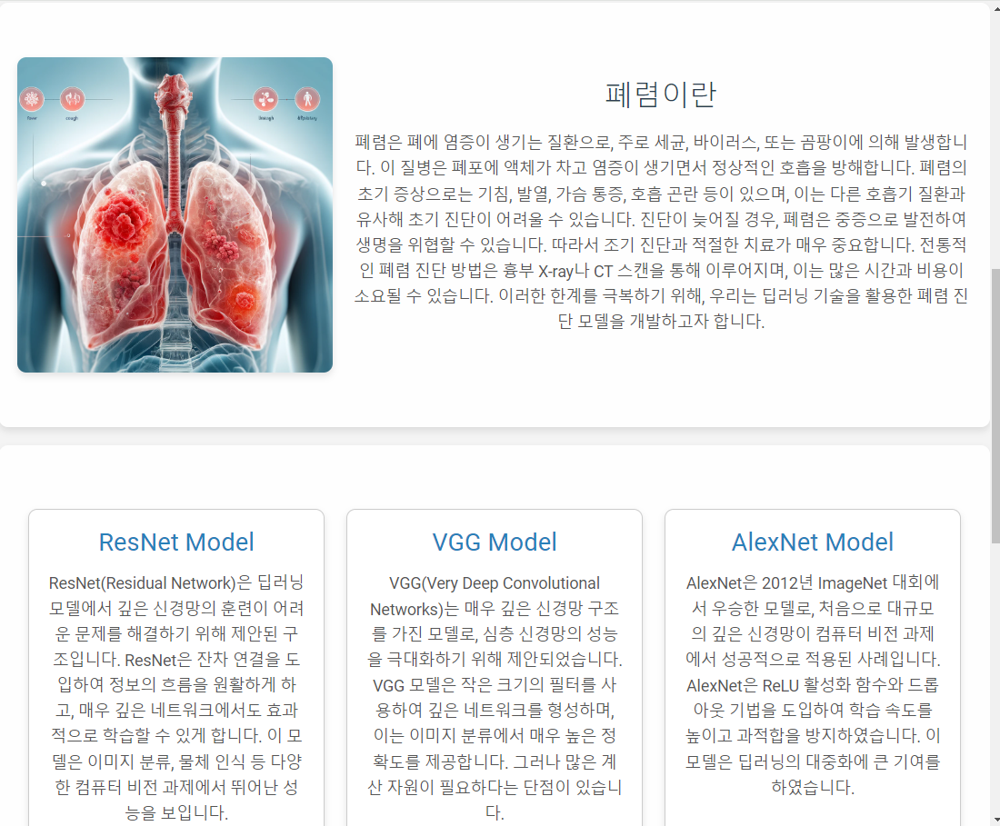 폐렴이란
폐렴은 폐에 염증이 생기는 질환으로, 주로 세균, 바이러스, 또는 곰팡이에 의해 발생합니
다. 이 질병은 폐포에 액체가 차고 염증이 생기면서 정상적인 호흡을 방해합니다. 폐렴의
초기 증상으로는 기침, 발열, 가슴 통증, 호흡 곤란 등이 있으며, 이는 다른 호흡기 질환과
유사해 초기 진단이 어려울 수 있습니다. 진단이 늦어질 경우, 폐렴은 중증으로 발전하여
생명을 위협할 수 있습니다. 따라서 조기 진단과 적절한 치료가 매우 중요합니다. 전통적
인 폐렴 진단 방법은 흉부 X-ray나 CT 스캔을 통해 이루어지며, 이는 많은 시간과 비용이
소요될 수 있습니다. 이러한 한계를 극복하기 위해, 우리는 딥러닝 기술을 활용한 폐렴 진
단 모델을 개발하고자 합니다.
ResNet Model
ResNet(Residual Network)은 딥러닝
모델에서 깊은 신경망의 훈련이 어려
운 문제를 해결하기 위해 제안된 구
조입니다. ResNet은 잔차 연결을 도
입하여 정보의 흐름을 원활하게 하
고, 매우 깊은 네트워크에서도 효과
적으로 학습할 수 있게 합니다. 이 모
델은 이미지 분류, 물체 인식 등 다양
한 컴퓨터 비전 과제에서 뛰어난 성
능을 보입니다.
VGG Model
VGG(Very Deep Convolutional
Networks)는 매우 깊은 신경망 구조
를 가진 모델로, 심층 신경망의 성능
을 극대화하기 위해 제안되었습니다.
VGG 모델은 작은 크기의 필터를 사
용하여 깊은 네트워크를 형성하며,
이는 이미지 분류에서 매우 높은 정
확도를 제공합니다. 그러나 많은 계
산 자원이 필요하다는 단점이 있습니
다.
AlexNet Model
AlexNet은 2012년 ImageNet 대회에
서 우승한 모델로, 처음으로 대규모
의 깊은 신경망이 컴퓨터 비전 과제
에서 성공적으로 적용된 사례입니다.
AlexNet은 ReLU 활성화 함수와 드롭
아웃 기법을 도입하여 학습 속도를
높이고 과적합을 방지하였습니다. 이
모델은 딥러닝의 대중화에 큰 기여를
하였습니다.